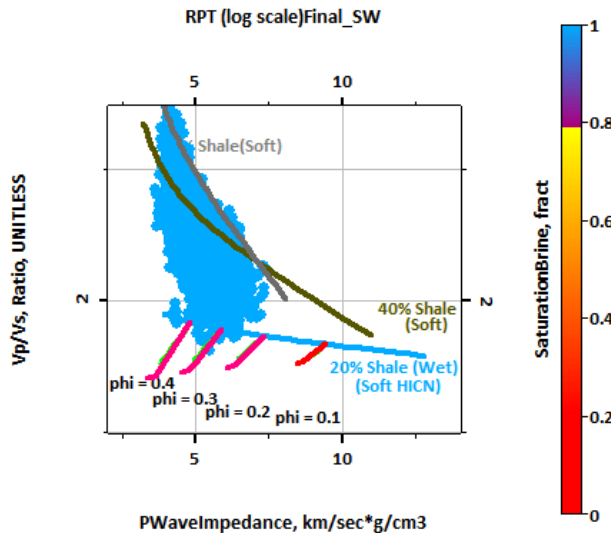 RPT (log scale)Final_SW
5
10
1
0.8
0.6
0.4
0.2
0
SaturationBrine, fract
Shale(Soft)
Vp/Vs, Ratio, UNITLESS
2
2
40% Shale
(Soft)
20% Shale (Wet)
(Soft HICN)
phi = 0.4
phi = 0.3
phi = 0.2
phi = 0.1
5
10
PWaveImpedance, km/sec*g/cm3